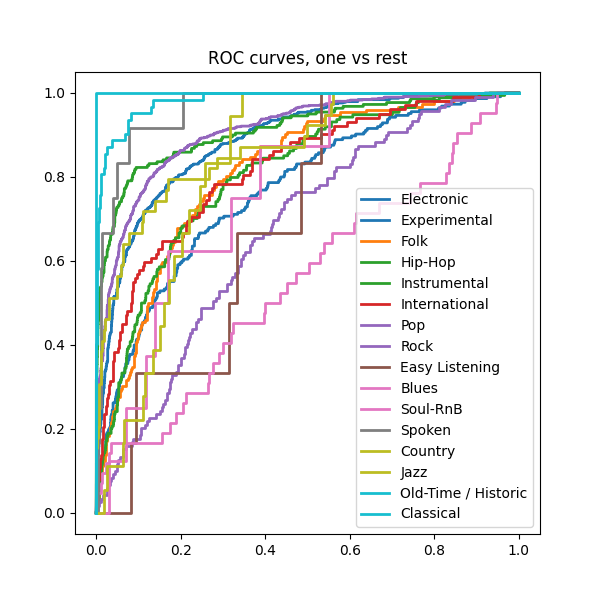 ROC curves, one vs rest
1.0
0.8
0.6
0.4
0.2
0.0
Electronic
Experimental
Folk
Hip-Hop
Instrumental
International
Pop
Rock
Easy Listening
Blues
Soul-RnB
Spoken
Country
Jazz
Old-Time / Historic
Classical
0.0 0.2 0.4 0.6 0.8 1.0